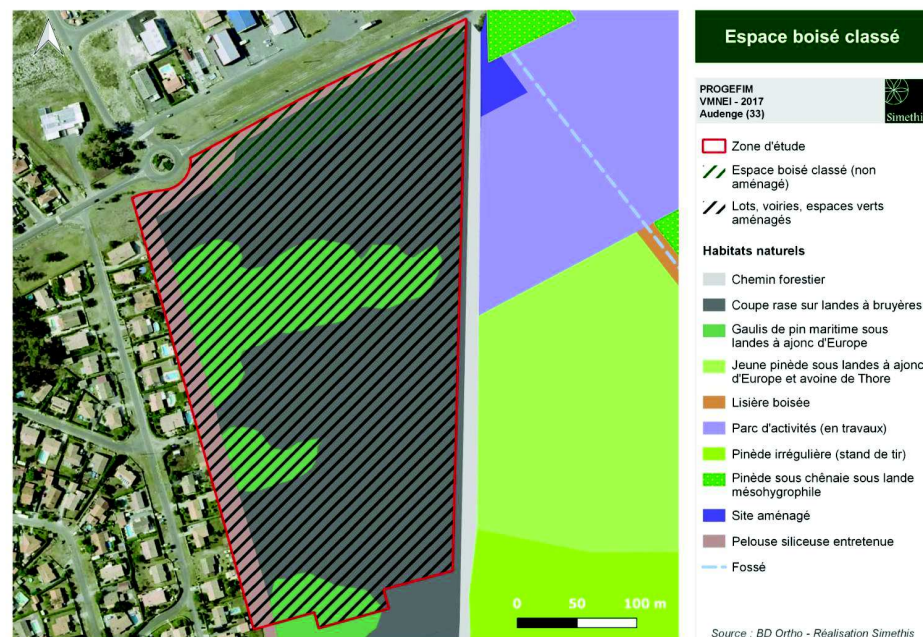 Espace boisé classé
PROGEFIM
VMNEI - 2017
Audenge (33)
Simethis
Zone d'étude
Espace boisé classé (non
aménagé)
Lots, voiries, espaces verts
aménagés
Habitats naturels
Chemin forestier
Coupe rase sur landes à bruyères
Gaulis de pin maritime sous
landes à ajonc d'Europe
Jeune pinède sous landes à ajonc
d'Europe et avoine de Thore
Lisière boisée
Parc d'activités (en travaux)
Pinède irrégulière (stand de tir)
Pinède sous chênaie sous lande
mésohygrophile
Site aménagé
Pelouse siliceuse entretenue
Fossé
0 50 100 m
Source : BD Ortho - Réalisation Simethis